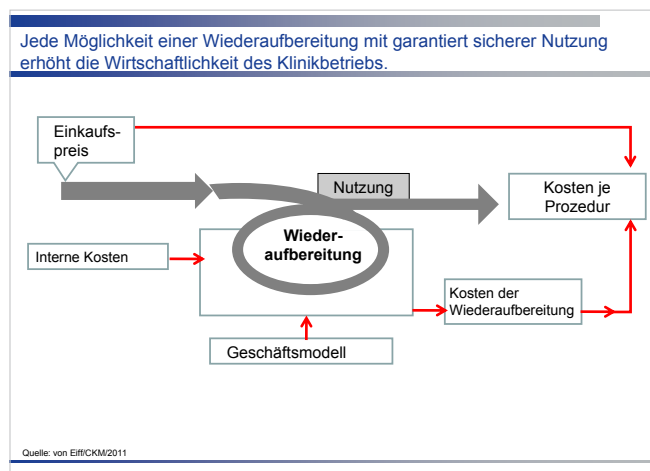 Jede Möglichkeit einer Wiederaufbereitung mit garantiert sicherer Nutzung
erhöht die Wirtschaftlichkeit des Klinikbetriebs.
Einkaufs-
preis
Nutzung
Kosten je
Prozedur
Wieder-
aufbereitung
Interne Kosten
Kosten der
Wiederaufbereitung
Geschäftsmodell
Quelle: von Eiff/CKM/2011